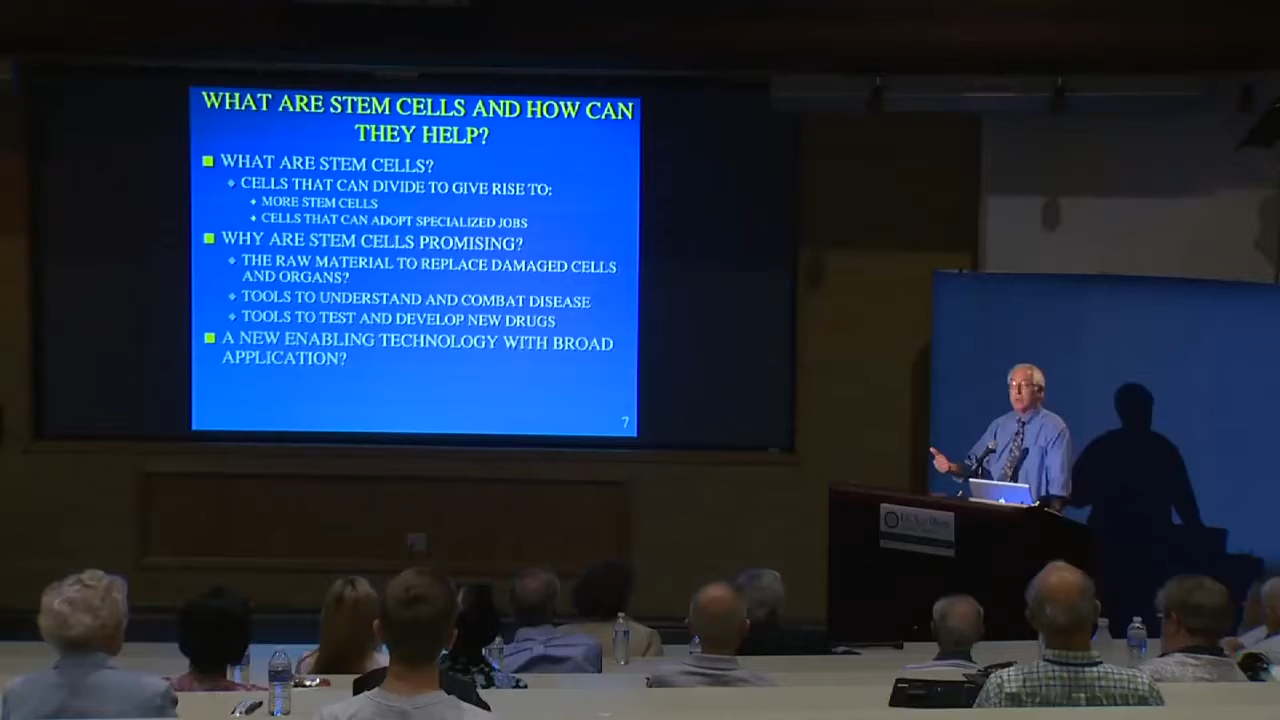 WHAT ARE STEM CELLS AND HOW CAN
THEY HELP?
WHAT ARE STEM CELLS?
CELLS THAT CAN DIVIDE TO GIVE RISE TO:
MORE STEM CELLS
CELLS THAT CAN ADOPT SPECIALIZED JOBS
WHY ARE STEM CELLS PROMISING?
THE RAW MATERIAL TO REPLACE DAMAGED CELLS
AND ORGANS?
TOOLS TO UNDERSTAND AND COMBAT DISEASE
TOOLS TO TEST AND DEVELOP NEW DRUGS
A NEW ENABLING TECHNOLOGY WITH BROAD
APPLICATION?
7
UC San Diego